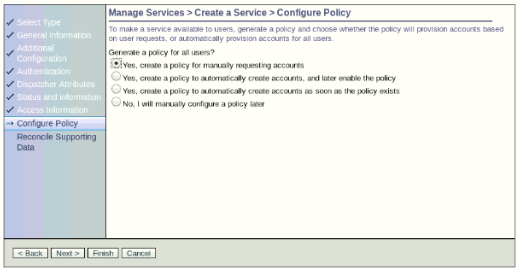 Manage Services > Create a Service > Configure Policy
Select Type
General Information
Additional
Configuration
Authentication
Dispatcher Attributes
Status and information
Access Information
Configure Policy
Reconcile Supporting
Data
To make a service available to users, generate a policy and choose whether the policy will provision accounts based
on user requests, or automatically provision accounts for all users.
Generate a policy for all users?
Yes, create a policy for manually requesting accounts
Yes, create a policy to automatically create accounts, and later enable the policy
Yes, create a policy to automatically create accounts as soon as the policy exists
No, I will manually configure a policy later
< Back Next > Finish Cancel